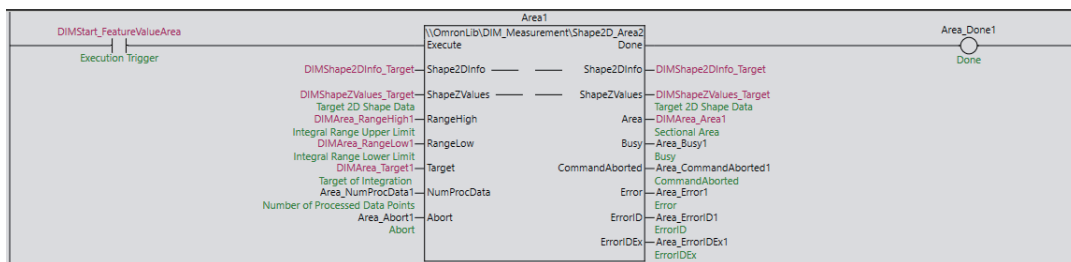 Area1
DIMStart_FeatureValueArea
Execution Trigger
\\OmronLib\DIM_Measurement\Shape2D_Area2
Execute Done
Area_Done1
Done
DIMShape2DInfo_Target Shape2DInfo Shape2DInfo DIMShape2DInfo_Target
DIMShapeZValues_Target ShapeZValues ShapeZValues DIMShapeZValues_Target
Target 2D Shape Data Target 2D Shape Data
DIMArea_RangeHigh1 RangeHigh Area DIMArea_Area1
Integral Range Upper Limit Sectional Area
DIMArea_RangeLow1 RangeLow Busy Area_Busy1
Integral Range Lower Limit Busy
DIMArea_Target1 Target CommandAborted Area_CommandAborted1
Target of Integration CommandAborted
Area_NumProcData1 NumProcData Error Area_Error1
Number of Processed Data Points Error
Area_Abort1 Abort ErrorID Area_ErrorID1
Abort ErrorID
ErrorIDEx Area_ErrorIDEx1
ErrorIDEx